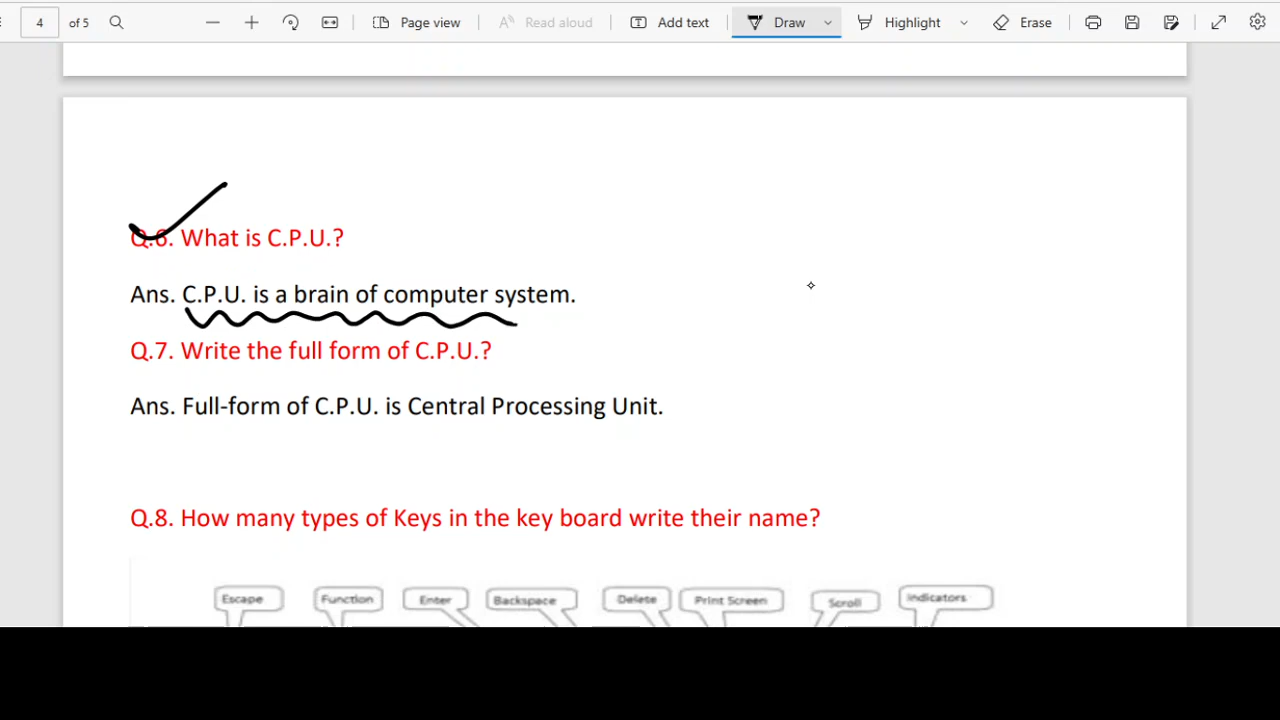 4 of 5 Page view Read aloud Add text Draw Highlight Erase
Q.6. What is C.P.U.?
Ans. C.P.U. is a brain of computer system.
Q.7. Write the full form of C.P.U.?
Ans. Full-form of C.P.U. is Central Processing Unit.
Q.8. How many types of Keys in the key board write their name?
Escape Function Enter Backspace Delete Print Screen Scroll Indicators